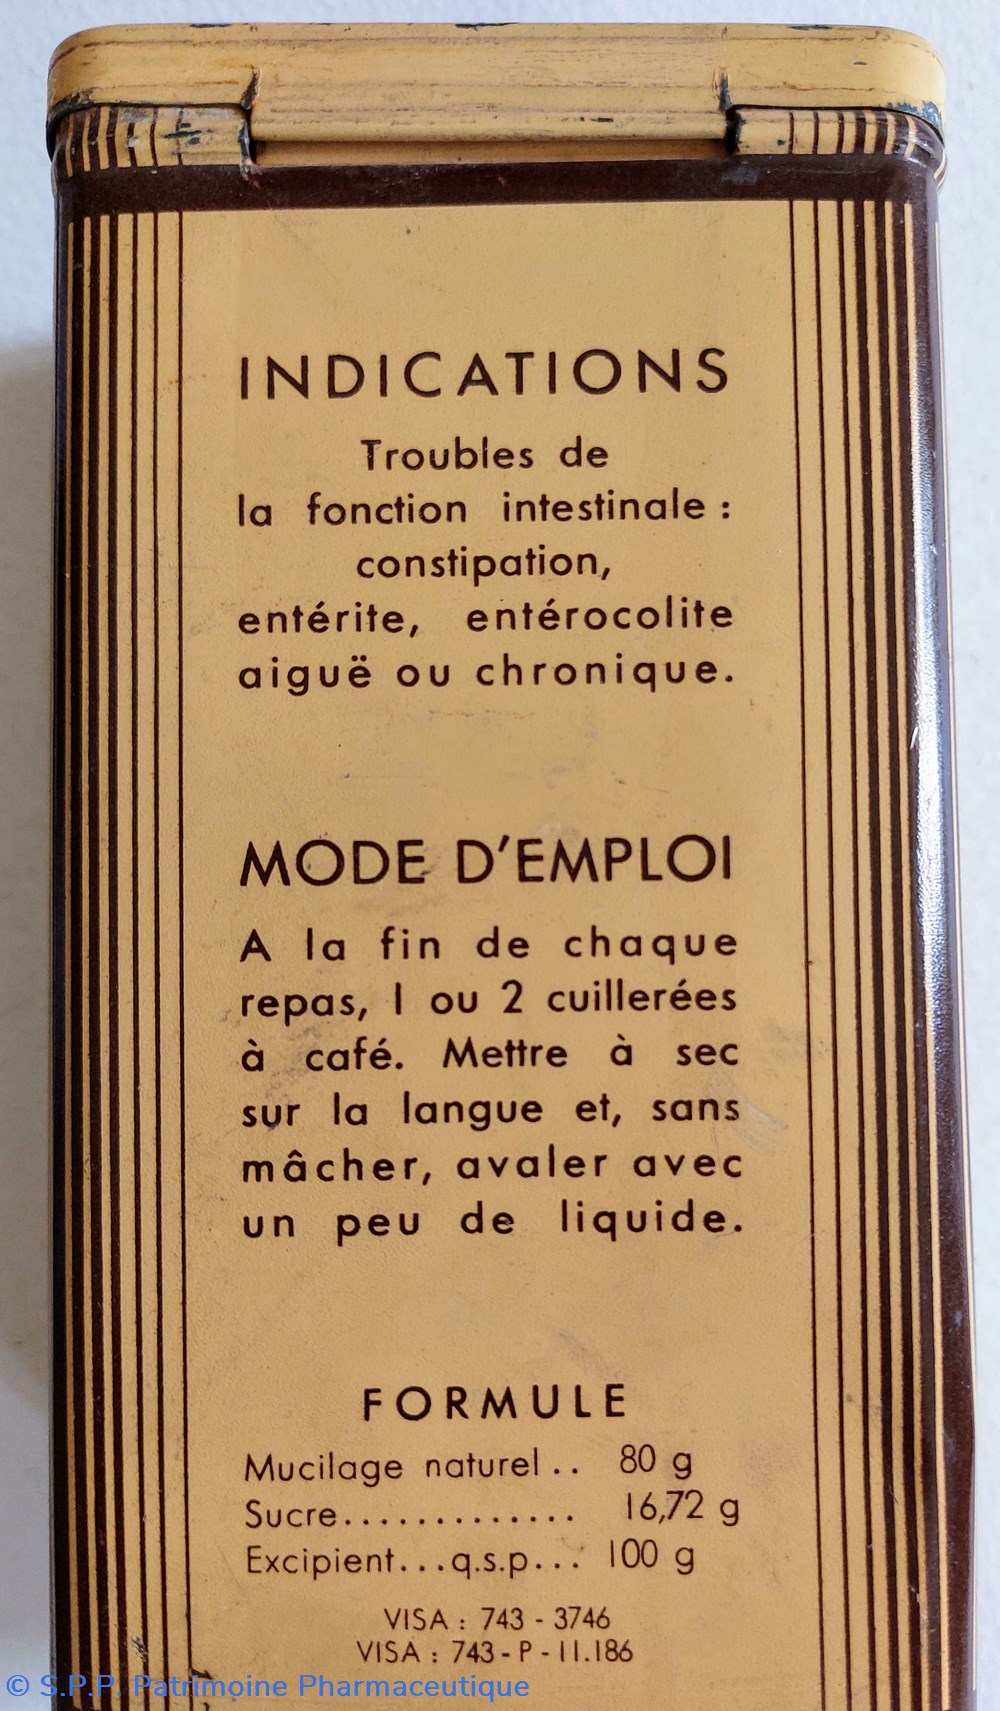 INDICATIONS
Troubles de
la fonction intestinale :
constipation,
entérite, entérocolite
aiguë ou chronique.
MODE D'EMPLOI
A la fin de chaque
repas, 1 ou 2 cuillerées
à café. Mettre à sec
sur la langue et, sans
mâcher, avaler avec
un peu de liquide.
FORMULE
Mucilage naturel .. 80 g
Sucre............. 16,72 g
Excipient...q.s.p... 100 g
VISA : 743 - 3746
VISA : 743 - P - 11.186
© S.P.P. Patrimoine Pharmaceutique